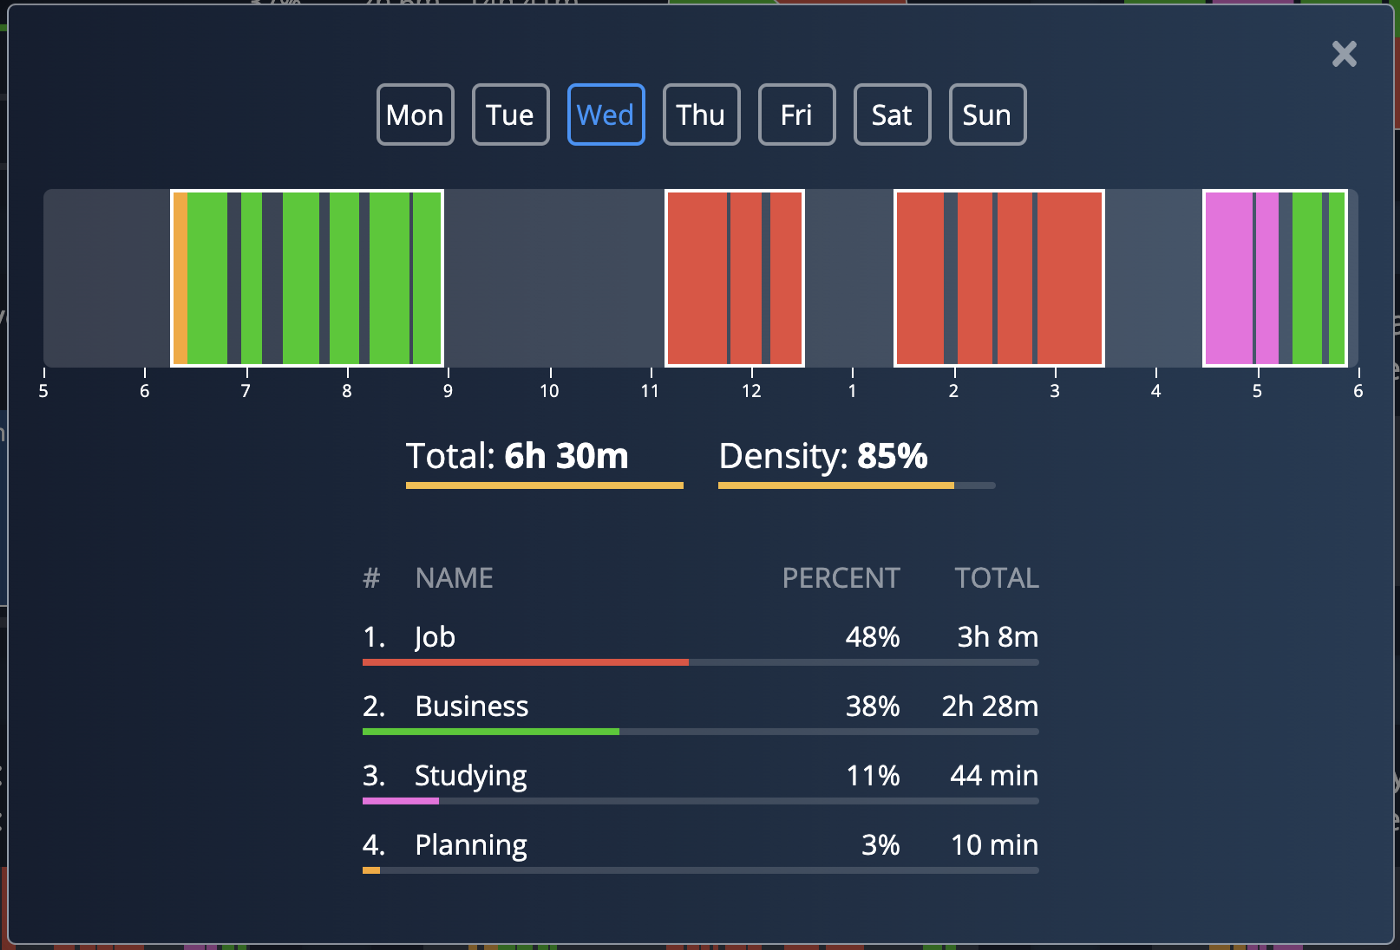 Mon Tue Wed Thu Fri Sat Sun
5 6 7 8 9 10 11 12 1 2 3 4 5 6
Total: 6h 30m Density: 85%
# NAME PERCENT TOTAL
1. Job 48% 3h 8m
2. Business 38% 2h 28m
3. Studying 11% 44 min
4. Planning 3% 10 min